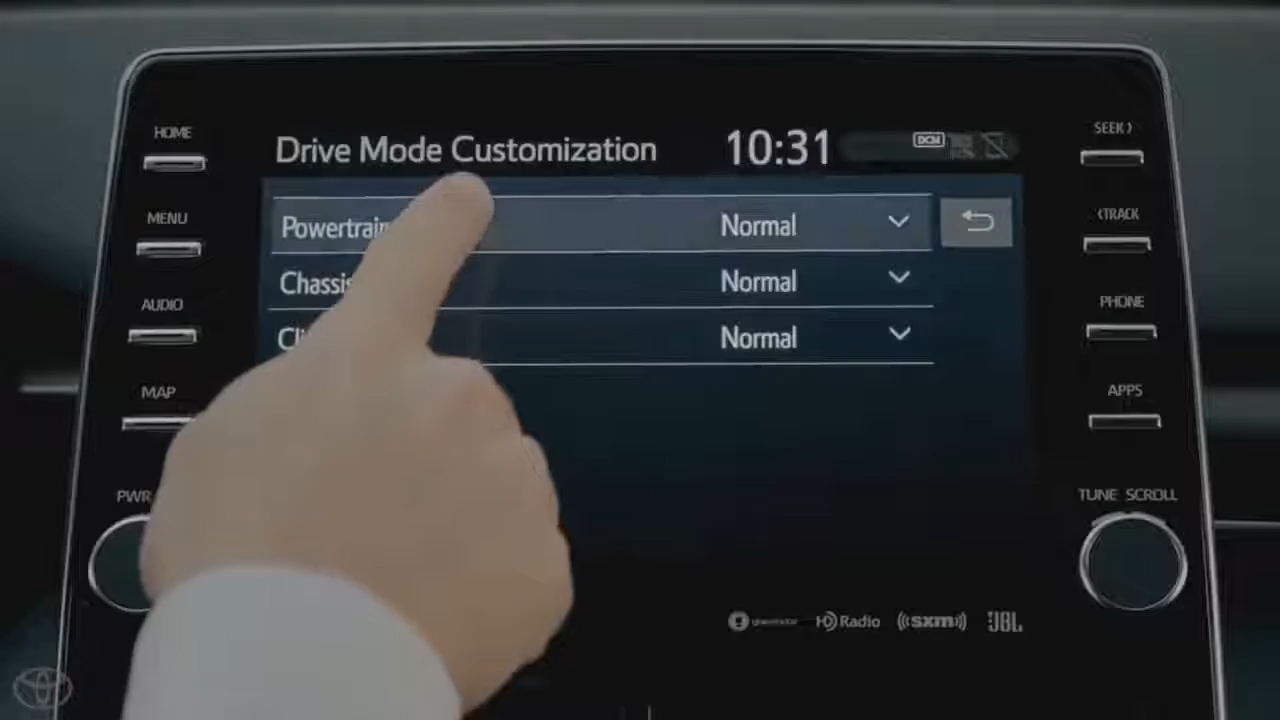 HOME
MENU
AUDIO
MAP
PWR
Drive Mode Customization 10:31
DCM
Powertrain Normal
Chassis Normal
Normal
SEEK >
< TRACK
PHONE
APPS
TUNE SCROLL
HD Radio ((sxm)) JBL